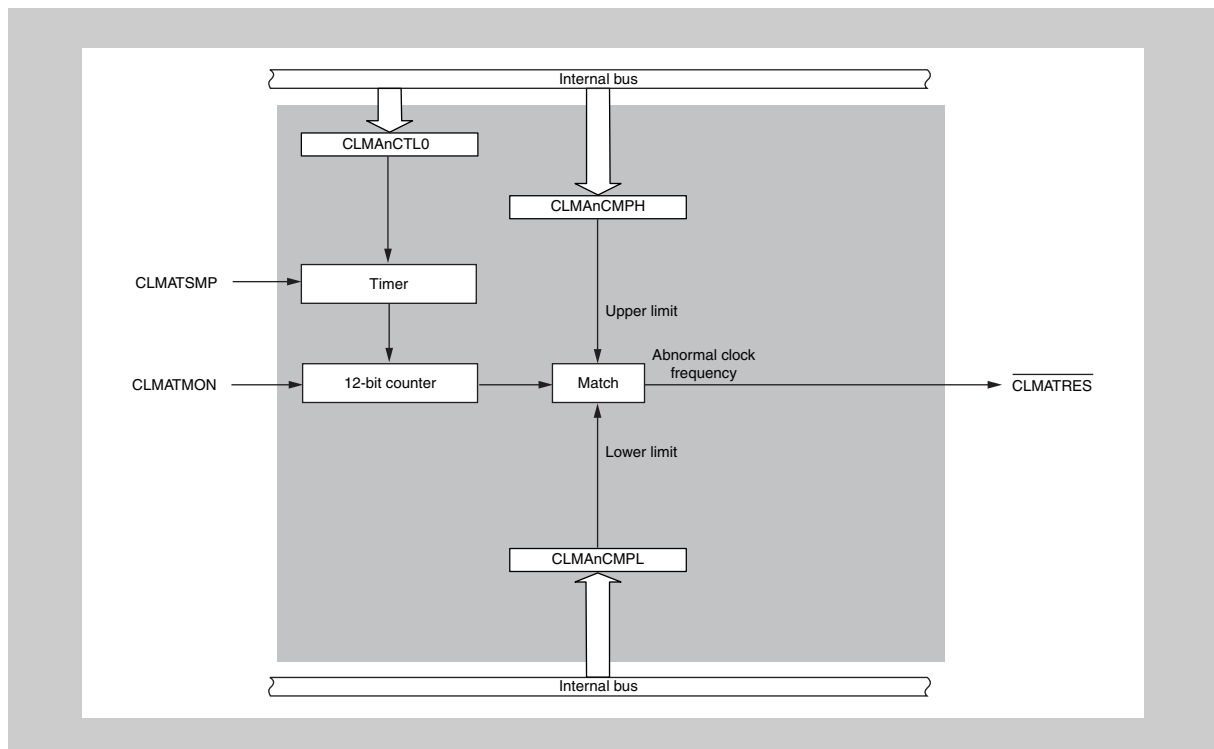 Internal bus
CLMAnCTL0
CLMAnCMPH
CLMATSMP
Timer
Upper limit
Abnormal clock
frequency
CLMATMON
12-bit counter
Match
CLMATRES
Lower limit
CLMAnCMPL
Internal bus